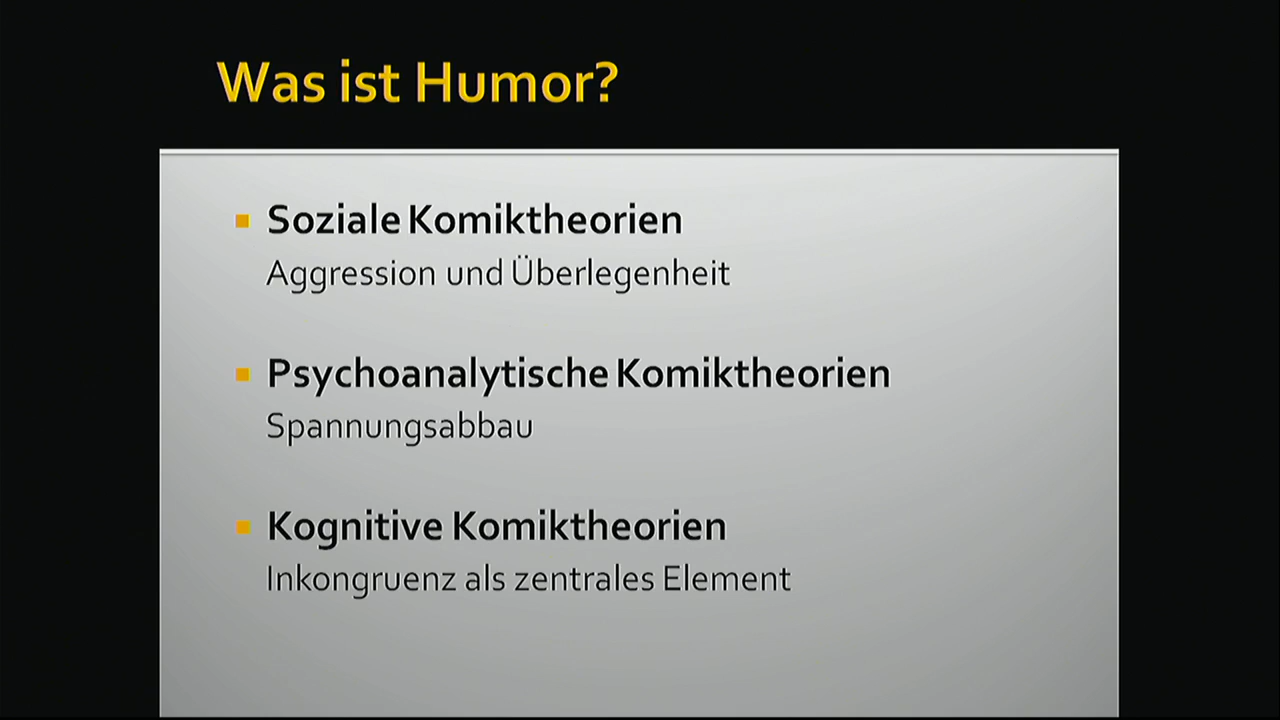 Was ist Humor?
Soziale Komiktheorien
Aggression und Überlegenheit
Psychoanalytische Komiktheorien
Spannungsabbau
Kognitive Komiktheorien
Inkongruenz als zentrales Element